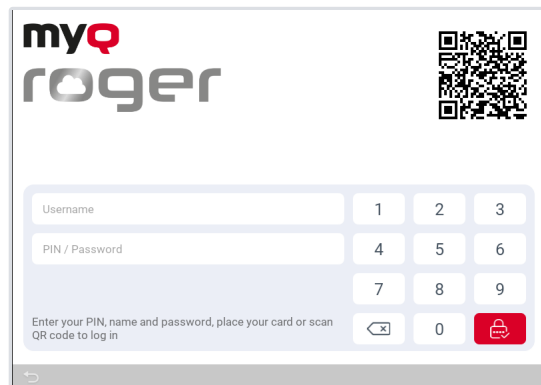 myQ
roger
Username
1 2 3
PIN / Password
4 5 6
7 8 9
Enter your PIN, name and password, place your card or scan
QR code to log in
0